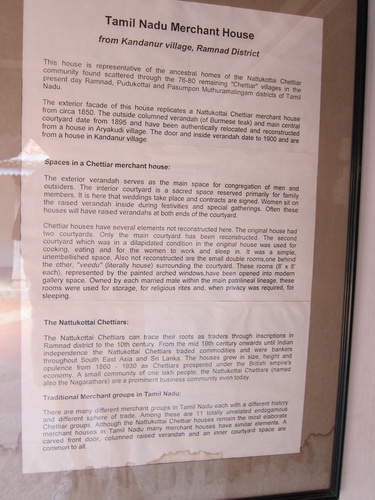 Tamil Nadu Merchant House
from Kandanur village, Ramnad District
This house is representative of the ancestral homes of the Nattukottai Chettiar
community found scattered through the 76-80 remaining "Chettiar" villages in the
present day Ramnad, Pudukottai and Pasumpon Muthuramalingam districts of Tamil
Nadu.
The exterior facade of this house replicates a Nattukottai Chettiar merchant house
from circa 1850. The outside columned verandah (of Burmese teak) and main central
courtyard date from 1895 and have been authentically relocated and reconstructed
from a house in Aryakudi village. The door and inside verandah date to 1900 and are
from a house in Kandanur village.
Spaces in a Chettiar merchant house:
The exterior verandah serves as the main space for congregation of men and
outsiders. The interior courtyard is a sacred space reserved primarily for family
members. It is here that weddings take place and contracts are signed. Women sit on
the raised verandah inside during festivities and special gatherings. Often these
houses will have raised verandahs at both ends of the courtyard.
Chettiar houses have several elements not reconstructed here. The original house had
two courtyards. Only the main courtyard has been reconstructed. The second
courtyard which was in a dilapidated condition in the original house was used for
cooking, eating and for the women to work and sleep in. It was a simple,
unembellished space. Also not reconstructed are the small double rooms, one behind
the other, "veedu" (literally house) surrounding the courtyard. These rooms (8' x 8'
each), represented by the painted arched windows, have been opened into modern
gallery space. Owned by each married male within the main patrilineal lineage, these
rooms were used for storage, for religious rites and, when privacy was required, for
sleeping.
The Nattukottai Chettiars:
The Nattukottai Chettiars can trace their roots as traders through inscriptions in
Ramnad district to the 10th century. From the mid 18th century onwards until Indian
independence the Nattukottai Chettiars traded commodities and were bankers
throughout South East Asia and Sri Lanka. The houses grew in size, height and
opulence from 1860 - 1930 as Chettiars prospered under the British empire's
economy. A small community of one lakh people, the Nattukottai Chettiars (named
also the Nagarathars) are a prominent business community even today.
Traditional Merchant groups in Tamil Nadu:
There are many different merchant groups in Tamil Nadu each with a different history
and different sphere of trade. Among these are 11 totally unrelated endogamous
Chettiar groups. Although the Nattukottai Chettiar houses remain the most elaborate
merchant houses in Tamil Nadu many merchant houses have similar elements. A
carved front door, columned raised verandah and an inner courtyard space are
common to all.